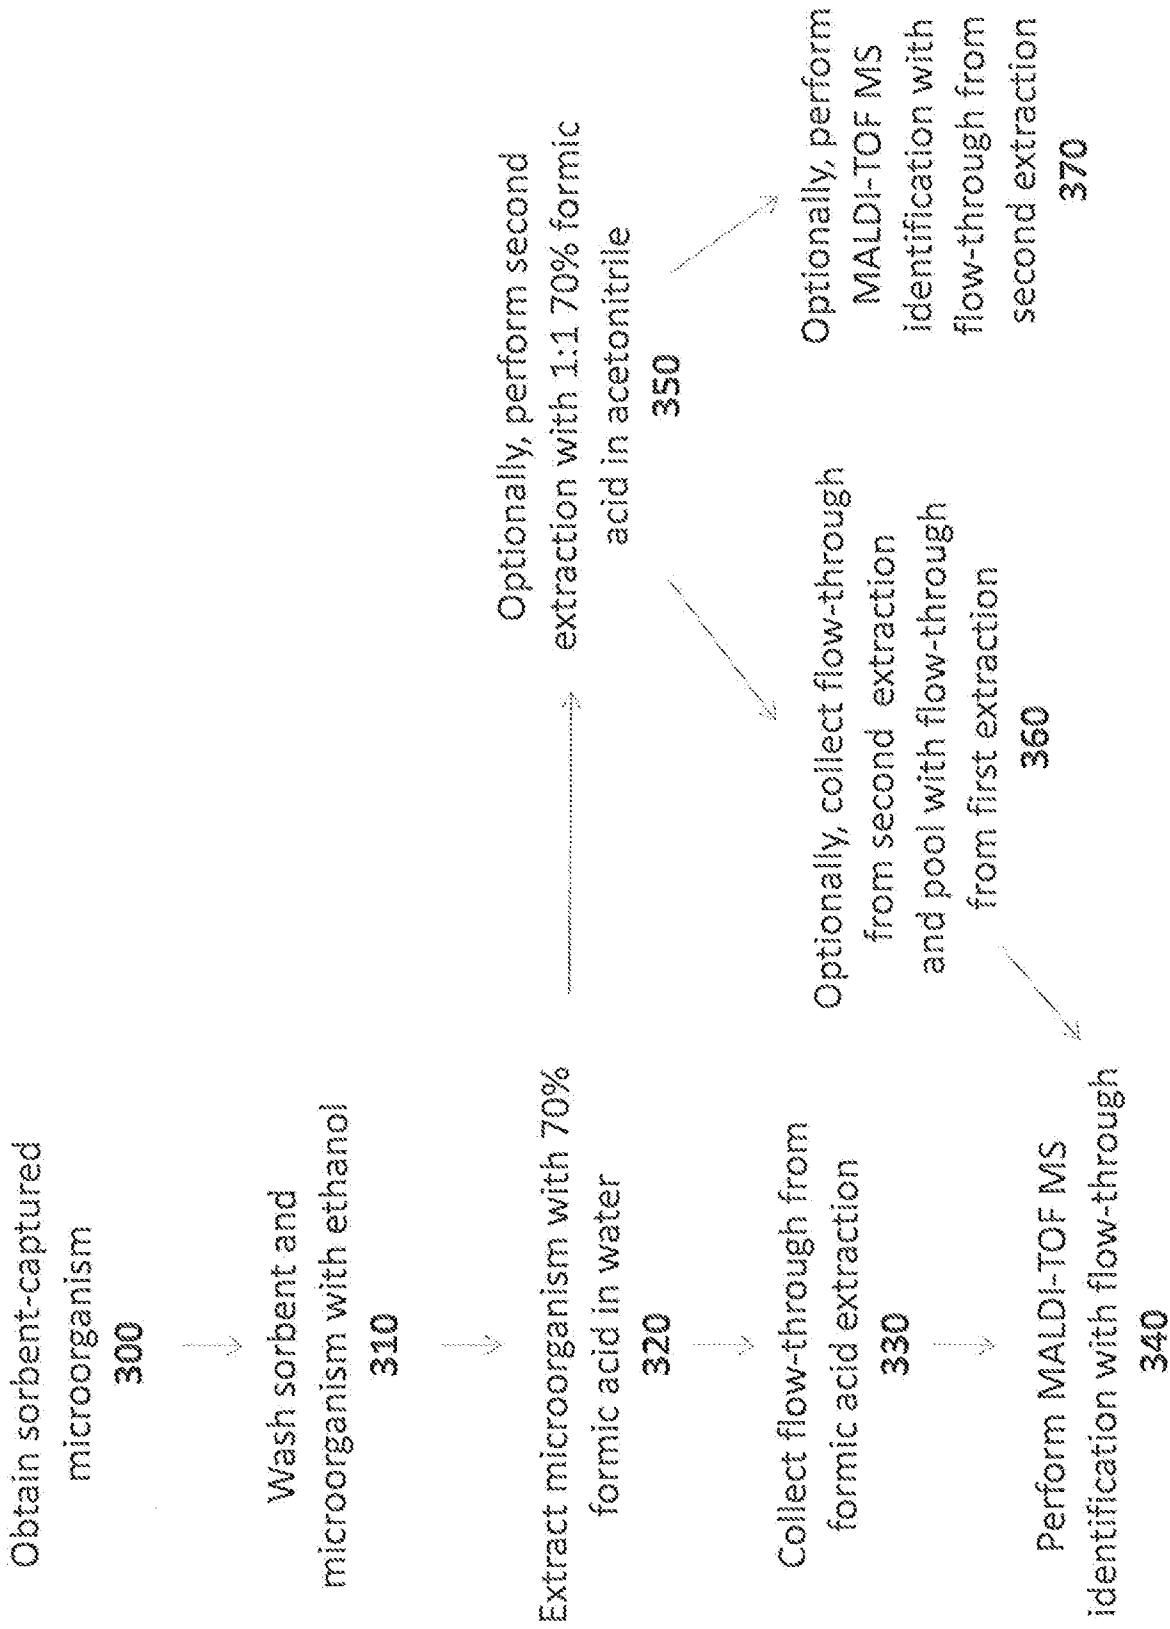 Obtain sorbent-captured
microorganism
300
Wash sorbent and
microorganism with ethanol
310
Extract microorganism with 70%
formic acid in water
320
Collect flow-through from
formic acid extraction
330
Perform MALDI-TOF MS
identification with flow-through
340
Optionally, perform second
extraction with 1:1 70% formic
acid in acetonitrile
350
Optionally, collect flow-through
from second extraction
and pool with flow-through
from first extraction
360
Optionally, perform
MALDI-TOF MS
identification with
flow-through from
second extraction
370